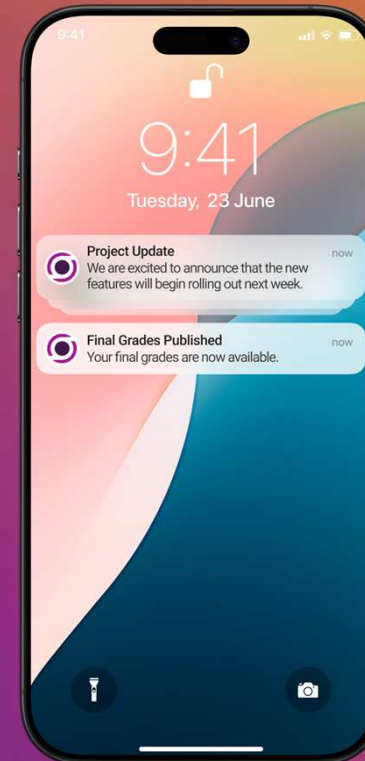 9:41
9:41
Tuesday, 23 June
Project Update
now
We are excited to announce that the new
features will begin rolling out next week.
Final Grades Published
now
Your final grades are now available.